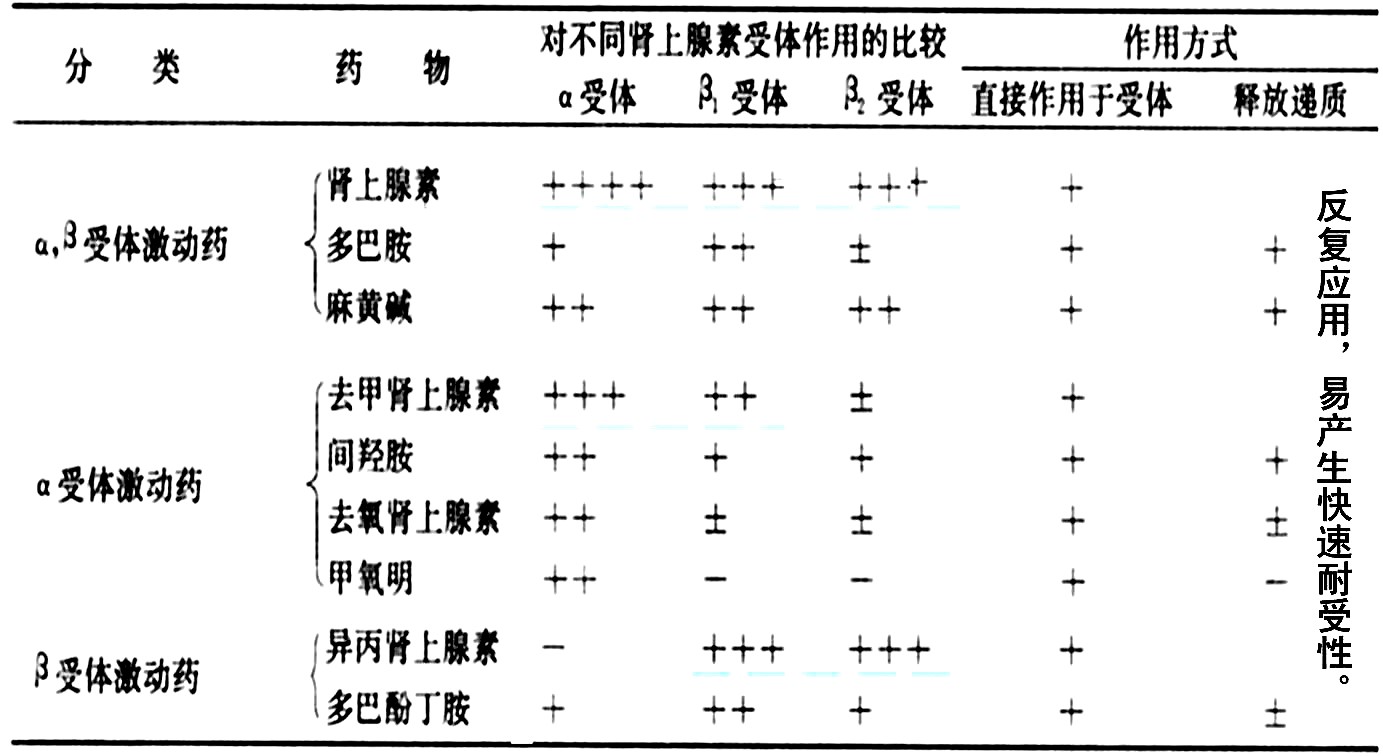 分 类 药 物 对不同肾上腺素受体作用的比较 作用方式
α受体 β₁受体 β₂受体 直接作用于受体 释放递质
α,β受体激动药
肾上腺素 ++++ +++ +++ +
多巴胺 + ++ ± + +
麻黄碱 ++ ++ ++ + +
α受体激动药
去甲肾上腺素 +++ ++ ± +
间羟胺 ++ + + + +
去氧肾上腺素 ++ ± ± + ±
甲氧明 ++ － － + －
β受体激动药
异丙肾上腺素 － +++ +++ +
多巴酚丁胺 + ++ + + ±
反复应用，易产生快速耐受性。